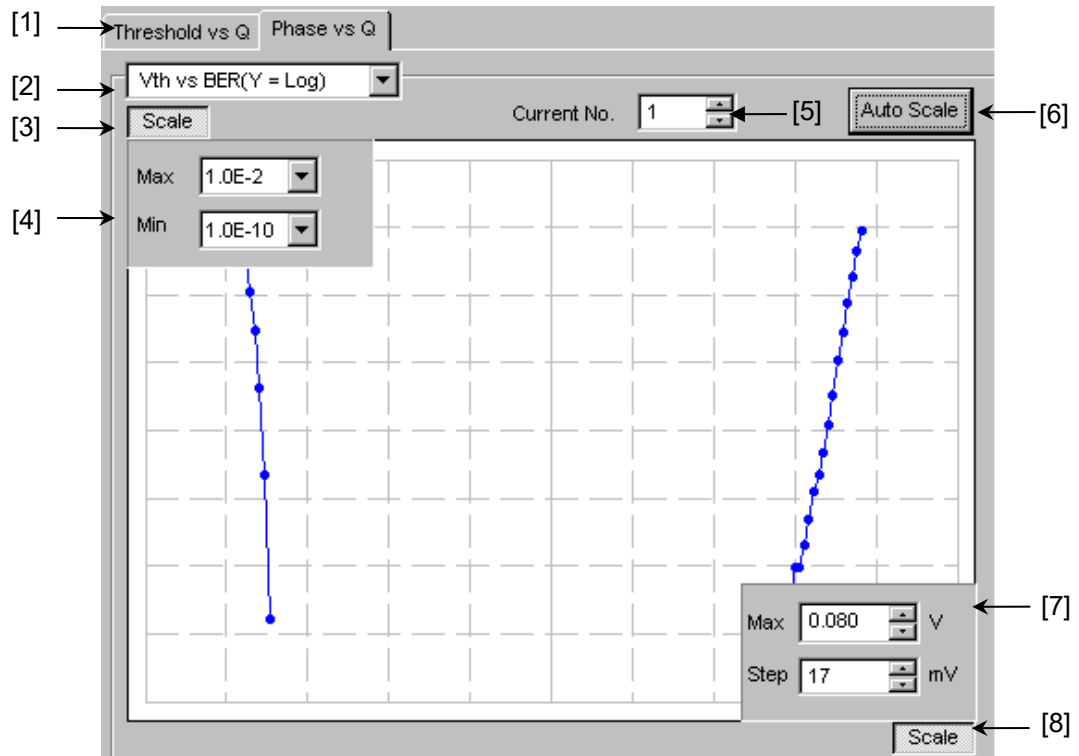 [1]
Threshold vs Q
Phase vs Q
[2]
Vth vs BER(Y = Log)
[3]
Scale
Current No.
1
[5]
Auto Scale
[6]
[4]
Max
1.0E-2
Min
1.0E-10
Max
0.080
V
[7]
Step
17
mV
Scale
[8]